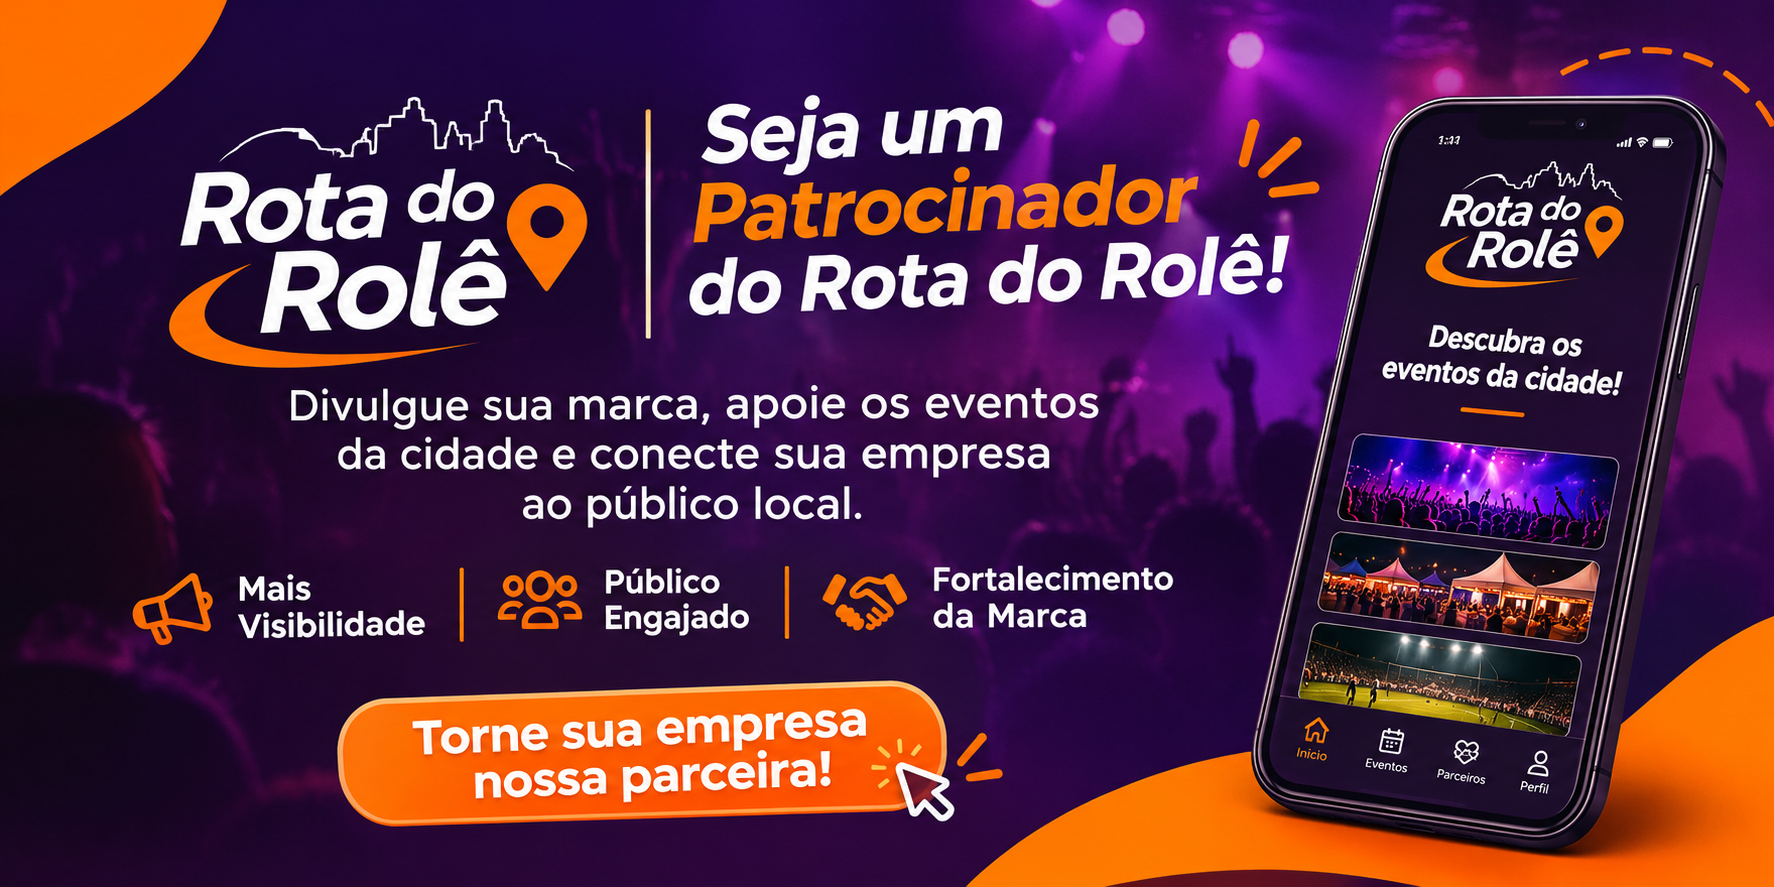 Rota do
Rolê
Seja um
Patrocinador
do Rota do Rolê!
Divulgue sua marca, apoie os eventos
da cidade e conecte sua empresa
ao público local.
Mais
Visibilidade
Público
Engajado
Fortalecimento
da Marca
Torne sua empresa
nossa parceira!
Rota do
Rolê
Descubra os
eventos da cidade!
Início
Eventos
Parceiros
Perfil